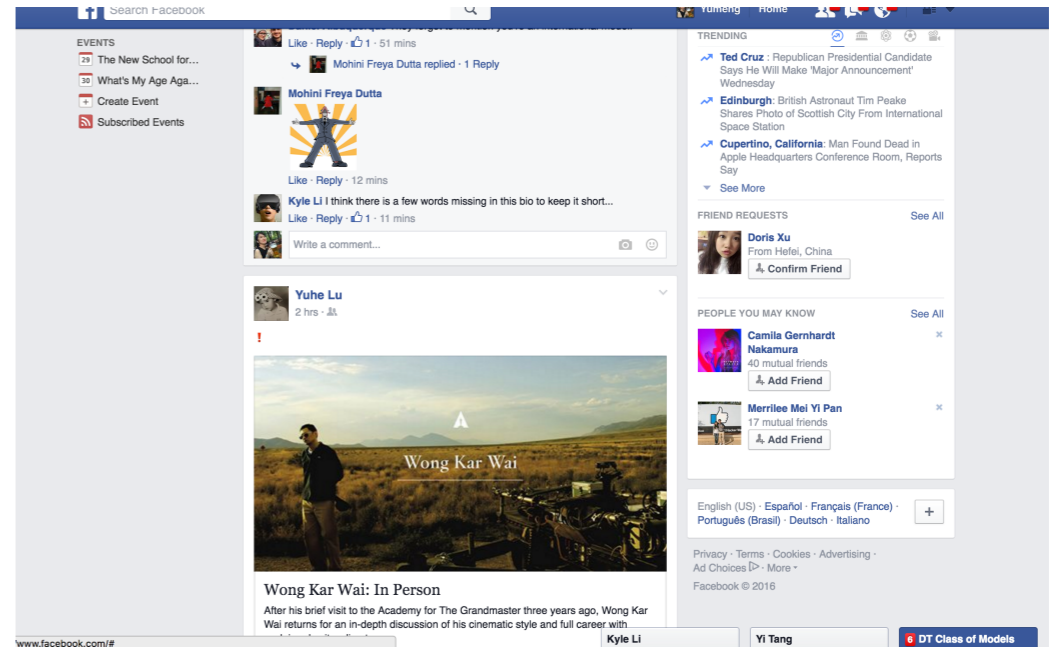 Search Facebook
Yumeng
Home
EVENTS
29 The New School for...
30 What's My Age Aga...
Create Event
Subscribed Events
Like · Reply · 1 · 51 mins
Mohini Freya Dutta replied · 1 Reply
Mohini Freya Dutta
Like · Reply · 12 mins
Kyle Li I think there is a few words missing in this bio to keep it short...
Like · Reply · 1 · 11 mins
Write a comment...
Yuhe Lu
2 hrs ·
!
Wong Kar Wai
Wong Kar Wai: In Person
After his brief visit to the Academy for The Grandmaster three years ago, Wong Kar
Wai returns for an in-depth discussion of his cinematic style and full career with
TRENDING
Ted Cruz : Republican Presidential Candidate
Says He Will Make 'Major Announcement'
Wednesday
Edinburgh: British Astronaut Tim Peake
Shares Photo of Scottish City From International
Space Station
Cupertino, California: Man Found Dead in
Apple Headquarters Conference Room, Reports
Say
See More
FRIEND REQUESTS See All
Doris Xu
From Hefei, China
Confirm Friend
PEOPLE YOU MAY KNOW See All
Camila Gernhardt
Nakamura
40 mutual friends
Add Friend
Merrilee Mei Yi Pan
17 mutual friends
Add Friend
English (US) · Español · Français (France) ·
Português (Brasil) · Deutsch · Italiano
Privacy · Terms · Cookies · Advertising ·
Ad Choices · More
Facebook © 2016
www.facebook.com/#
Kyle Li
Yi Tang
6 DT Class of Models